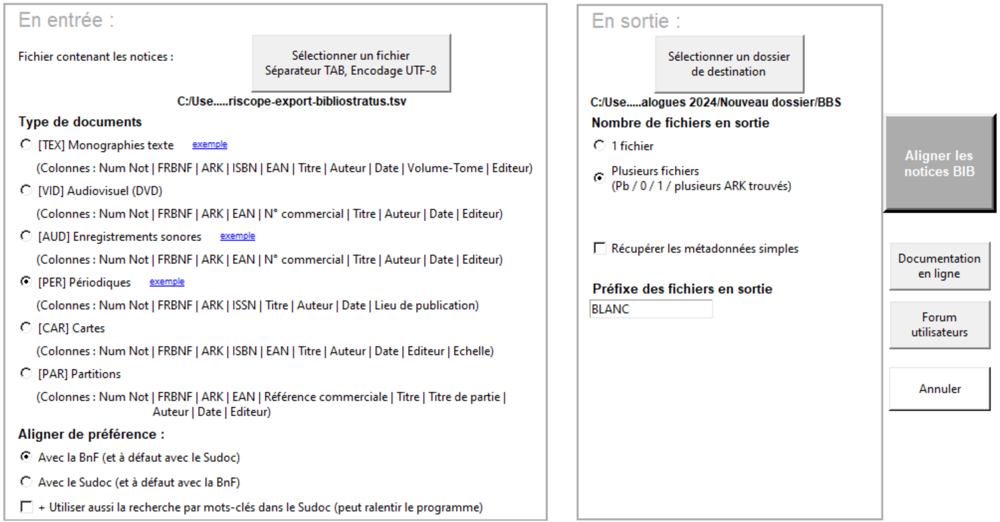 En entrée :
Fichier contenant les notices :
Sélectionner un fichier
Séparateur TAB, Encodage UTF-8
C:/Use.....riscope-export-bibliostratus.tsv
Type de documents
[TEX] Monographies texte exemple
(Colonnes : Num Not | FRBNF | ARK | ISBN | EAN | Titre | Auteur | Date | Volume-Tome | Editeur)
[VID] Audiovisuel (DVD)
(Colonnes : Num Not | FRBNF | ARK | EAN | N° commercial | Titre | Auteur | Date | Editeur)
[AUD] Enregistrements sonores exemple
(Colonnes : Num Not | FRBNF | ARK | EAN | N° commercial | Titre | Auteur | Date | Editeur)
[PER] Périodiques exemple
(Colonnes : Num Not | FRBNF | ARK | ISSN | Titre | Auteur | Date | Lieu de publication)
[CAR] Cartes
(Colonnes : Num Not | FRBNF | ARK | ISBN | EAN | Titre | Auteur | Date | Editeur | Echelle)
[PAR] Partitions
(Colonnes : Num Not | FRBNF | ARK | EAN | Référence commerciale | Titre | Titre de partie |
Auteur | Date | Editeur)
Aligner de préférence :
Avec la BnF (et à défaut avec le Sudoc)
Avec le Sudoc (et à défaut avec la BnF)
+ Utiliser aussi la recherche par mots-clés dans le Sudoc (peut ralentir le programme)
En sortie :
Sélectionner un dossier
de destination
C:/Use.....alogues 2024/Nouveau dossier/BBS
Nombre de fichiers en sortie
1 fichier
Plusieurs fichiers
(Pb / 0 / 1 / plusieurs ARK trouvés)
Récupérer les métadonnées simples
Préfixe des fichiers en sortie
BLANC
Aligner les
notices BIB
Documentation
en ligne
Forum
utilisateurs
Annuler